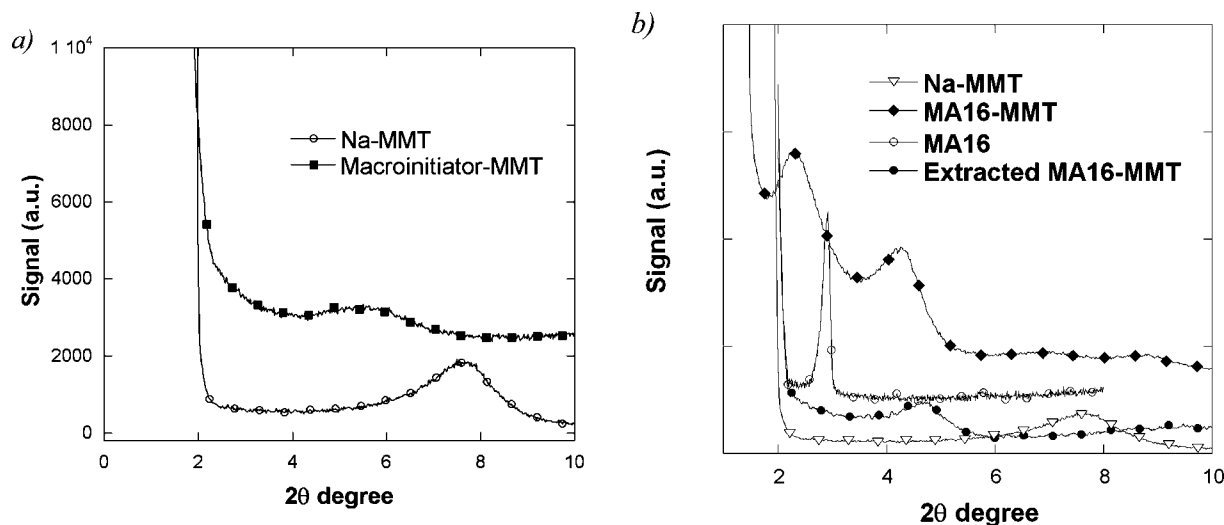 a)
1 10⁴
8000
6000
4000
2000
0
Signal (a.u.)
Na-MMT
Macroinitiator-MMT
0 2 4 6 8 10
2θ degree
b)
Signal (a.u.)
Na-MMT
MA16-MMT
MA16
Extracted MA16-MMT
2 4 6 8 10
2θ degree